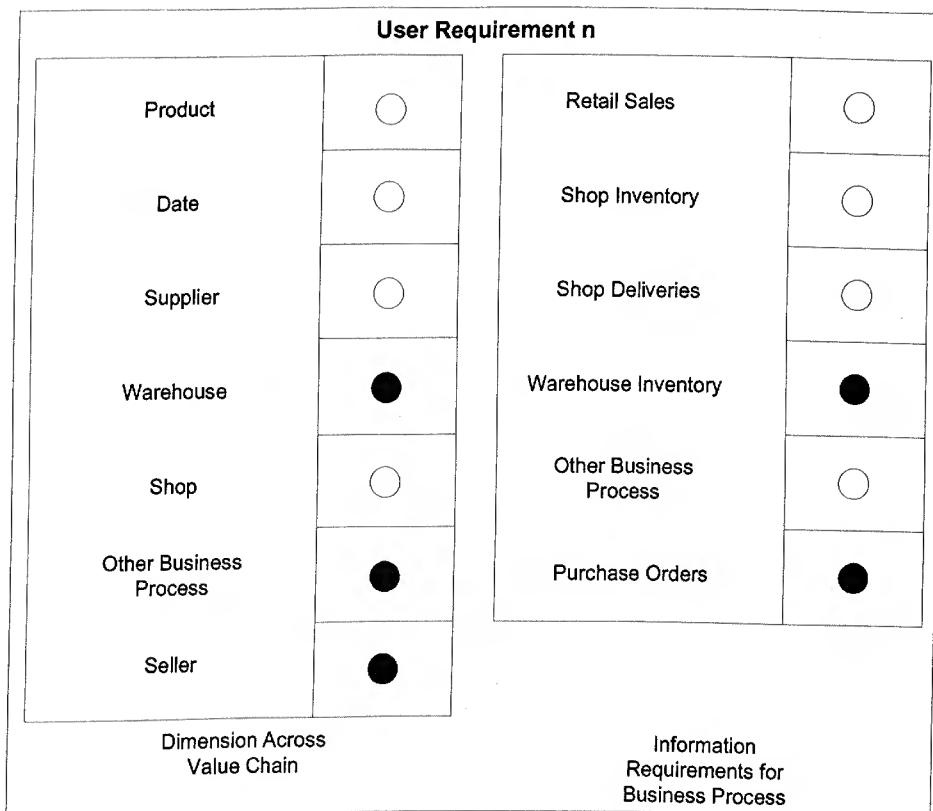 User Requirement n
Product
Date
Supplier
Warehouse
Shop
Other Business
Process
Seller
Dimension Across
Value Chain
Retail Sales
Shop Inventory
Shop Deliveries
Warehouse Inventory
Other Business
Process
Purchase Orders
Information
Requirements for
Business Process